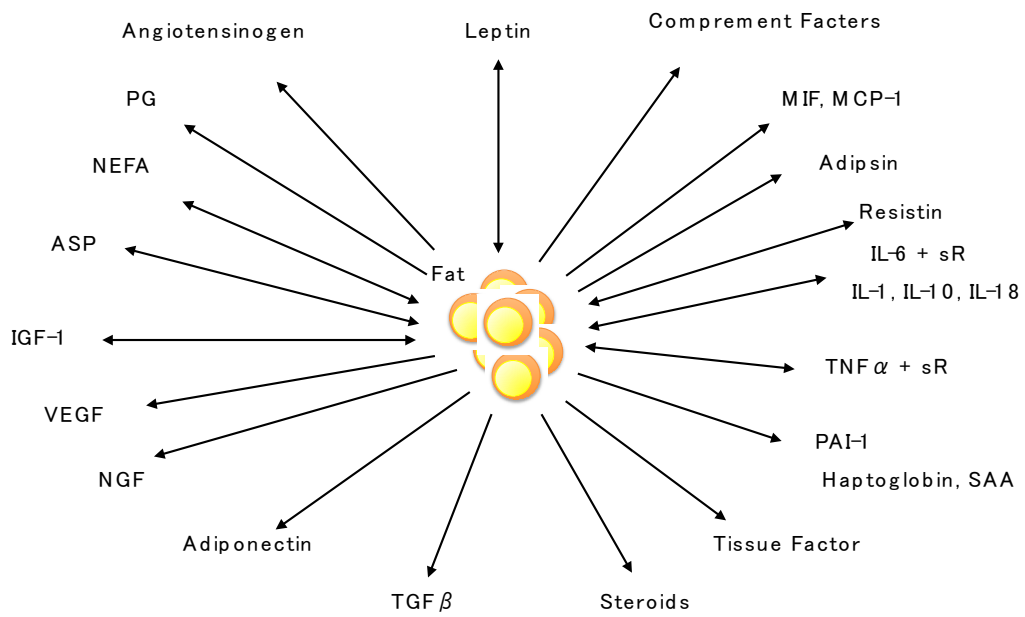 Angiotensinogen
Leptin
Comprement Factors
PG
MIF, MCP-1
NEFA
Adipsin
ASP
Resistin
IL-6 + sR
Fat
IL-1, IL-10, IL-18
IGF-1
TNFα + sR
VEGF
PAI-1
NGF
Haptoglobin, SAA
Adiponectin
Tissue Factor
TGFβ
Steroids